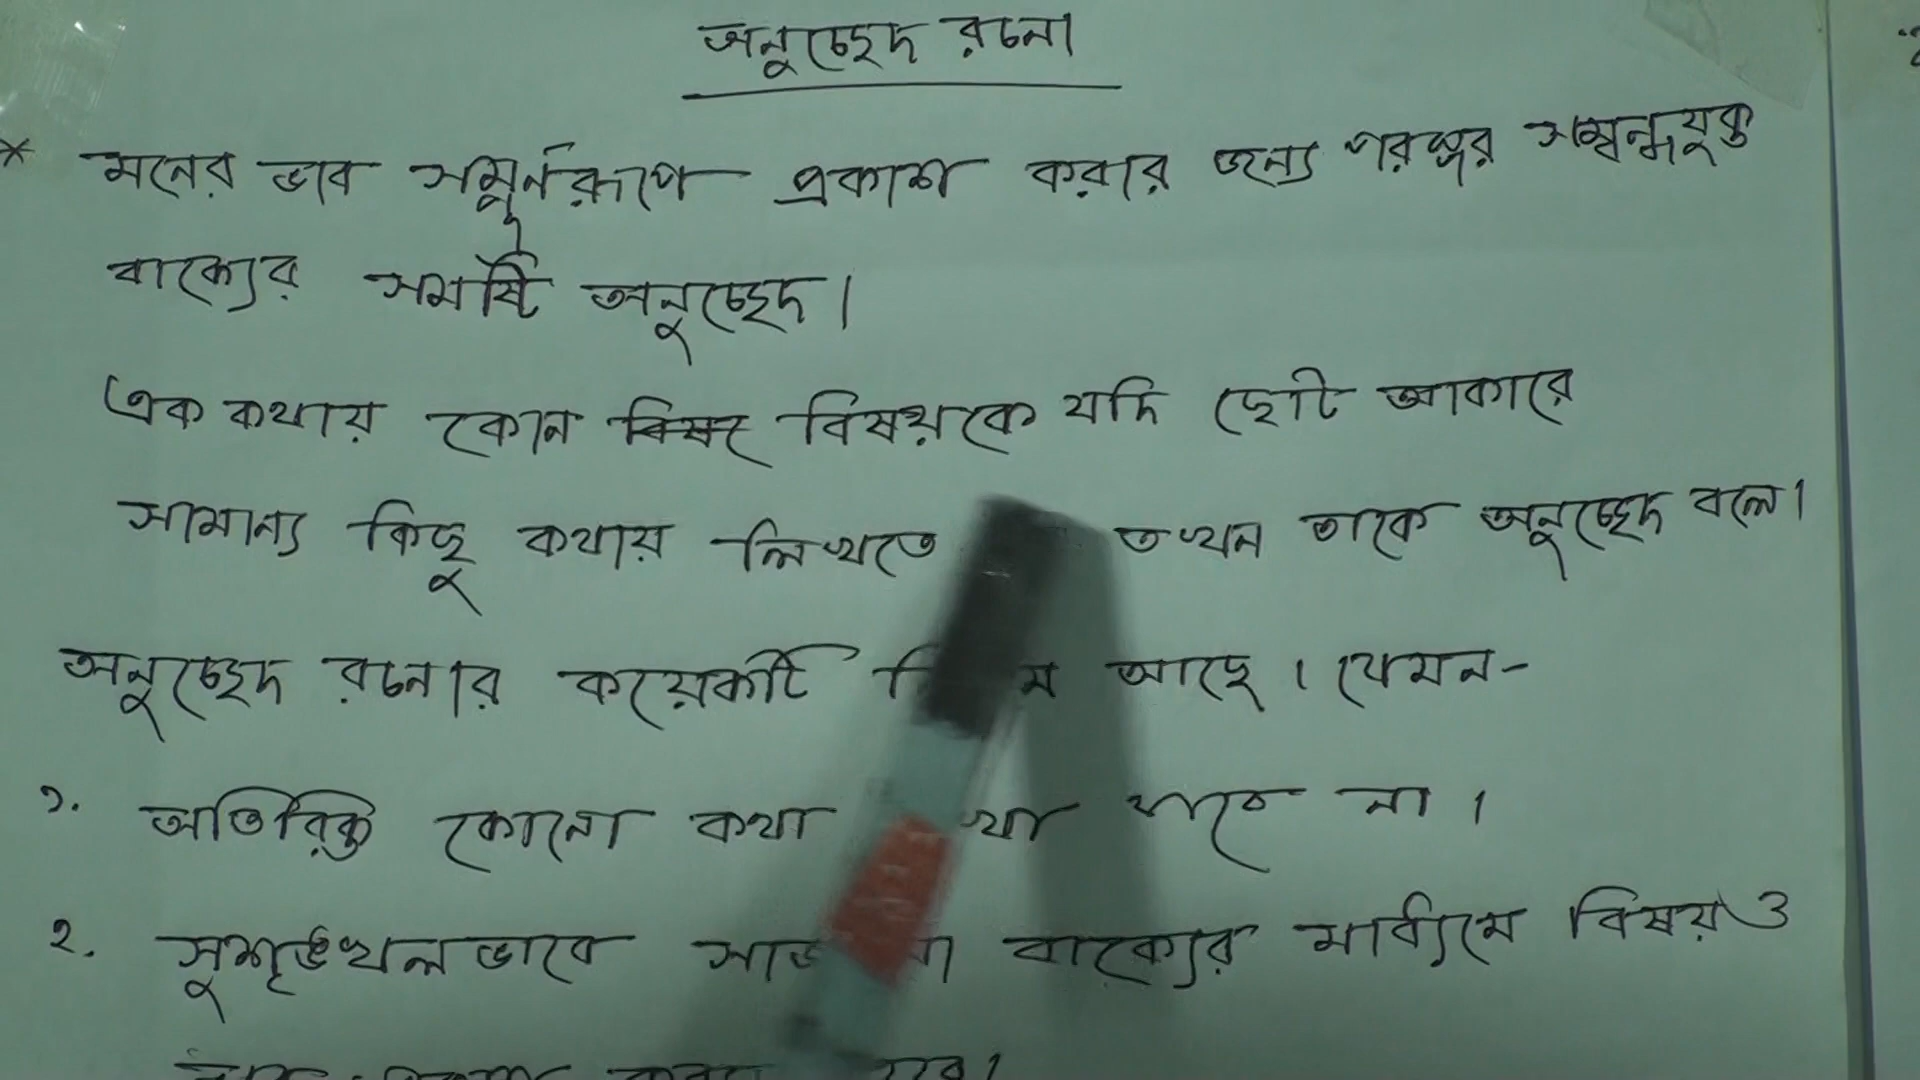 অনুচ্ছেদ রচনা
* মনের ভাব সম্পূর্নরূপে প্রকাশ করার জন্য পরস্পর সম্বন্ধযুক্ত
বাক্যের সমষ্টি অনুচ্ছেদ।
এক কথায় কোন বিষয়কে যদি ছোট আকারে
সামান্য কিছু কথায় লিখতে তখন তাকে অনুচ্ছেদ বলে।
অনুচ্ছেদ রচনার কয়েকটি আছে। যেমন-
১. অতিরিক্ত কোনো কথা যাবে না।
২. সুশৃঙ্খলভাবে বাক্যের মাধ্যমে বিষয় ও